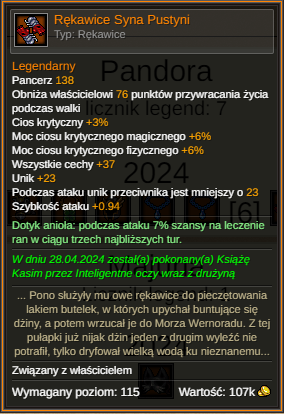 Rękawice Syna Pustyni
Typ: Rękawice
Legendarny
Pancerz 138
Obniża właścicielowi 76 punktów przywracania życia
podczas walki
Cios krytyczny +3%
Moc ciosu krytycznego magicznego +6%
Moc ciosu krytycznego fizycznego +6%
Wszystkie cechy +37
Unik +23
Podczas ataku unik przeciwnika jest mniejszy o 23
Szybkość ataku +0.94
Dotyk anioła: podczas ataku 7% szansy na leczenie
ran w ciągu trzech najbliższych tur.
W dniu 28.04.2024 został(a) pokonany(a) Książę
Kasim przez Inteligentne oczy wraz z drużyną
... Pono służyły mu owe rękawice do pieczętowania
lakiem butelek, w których upychał buntujące się
dżiny, a potem wrzucał je do Morza Wernoradu. Z tej
pułapki już nijak dżin jeden z drugim wyleźć nie
potrafił, tylko dryfował wielką wodą ku nieznanemu...
Związany z właścicielem
Wymagany poziom: 115
Wartość: 107k
Pandora
licznik legend: 7
2024
[6]